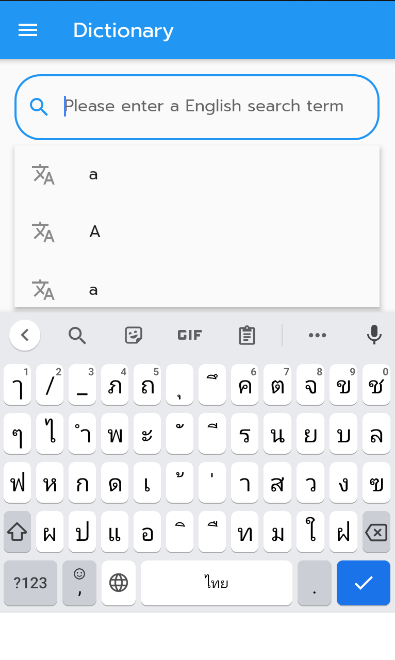 Dictionary
Please enter a English search term
a
A
a
GIF
ๅ 1 / 2 _ 3 ภ 4 ถ 5 ุ ึ ค 6 ต 7 จ 8 ข 9 ช 0
ๆ ไ ำ พ ะ ั ี ร น ย บ ล
ฟ ห ก ด เ ้ ่ า ส ว ง ฃ
ผ ป แ อ ิ ื ท ม ใ ฝ
?123 , ไทย .